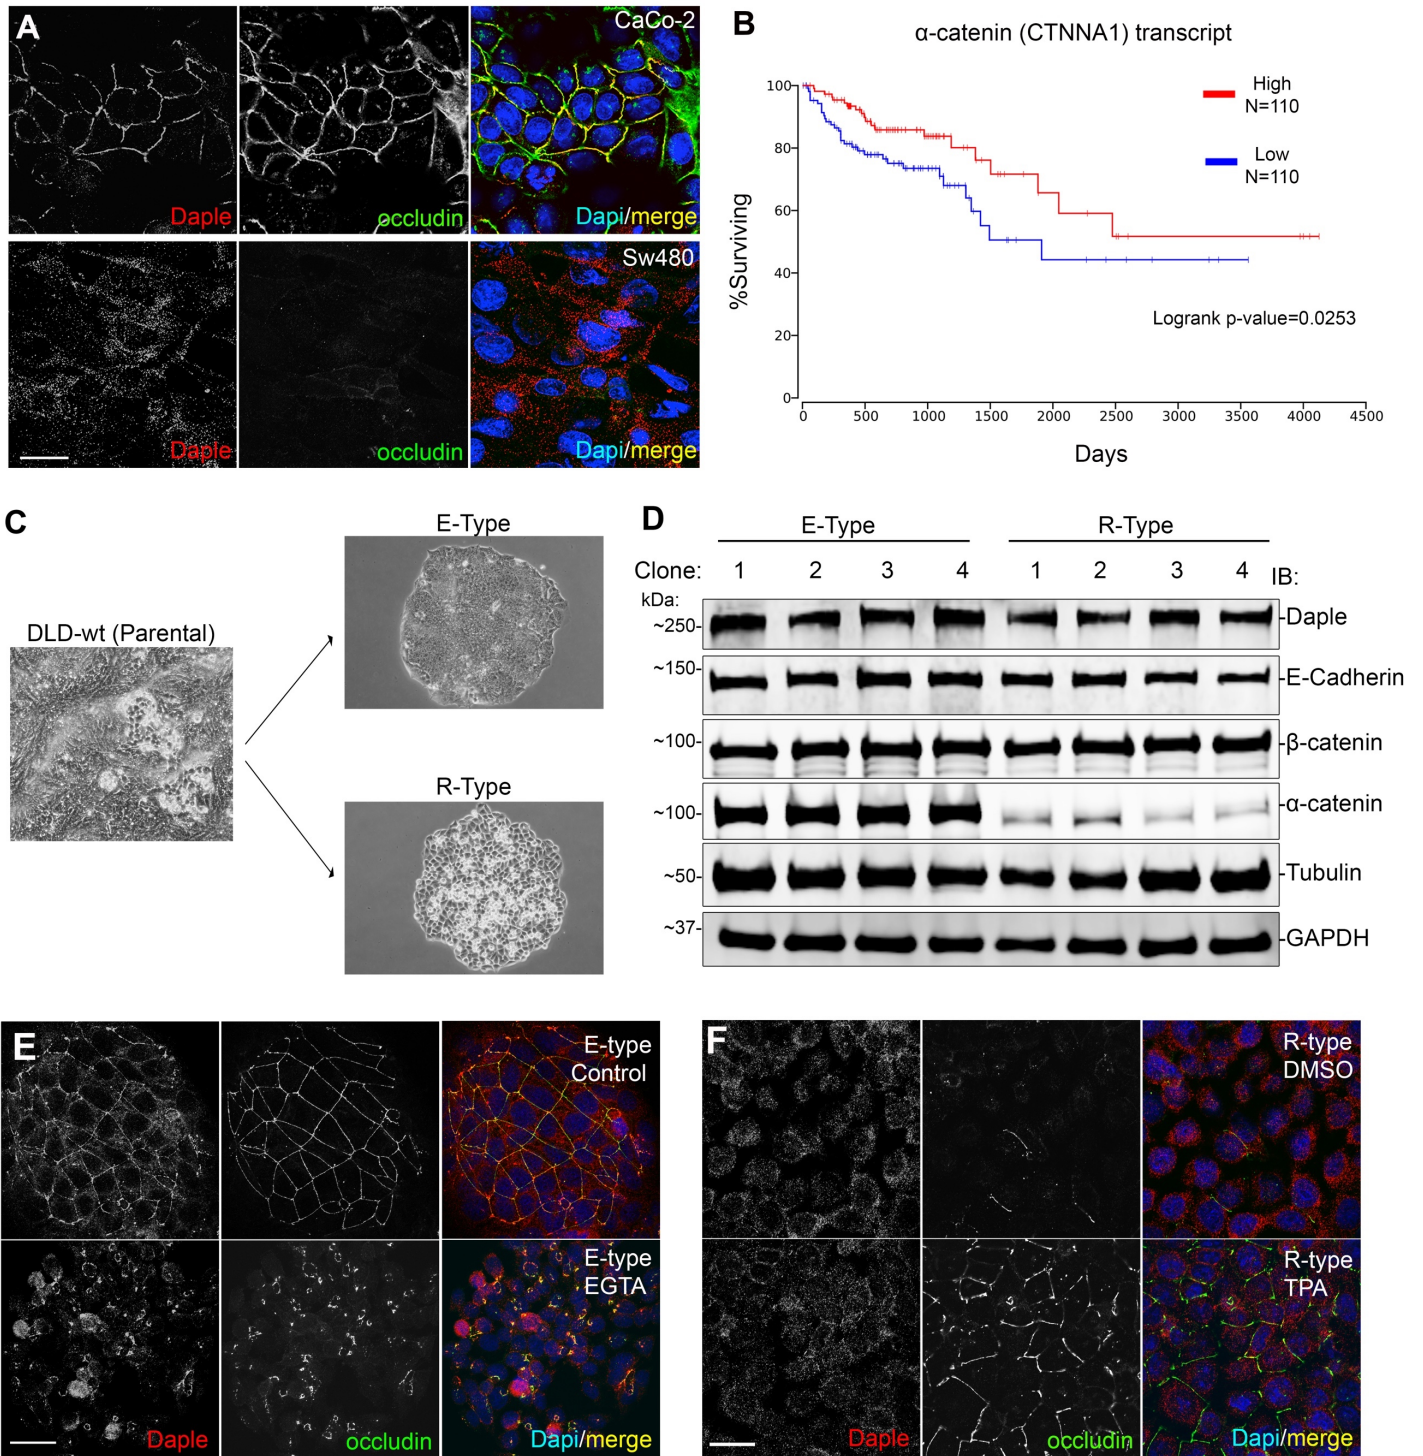 A
CaCo-2
Daple
occludin
Dapi/merge
Sw480
Daple
occludin
Dapi/merge
B
α-catenin (CTNNA1) transcript
High
N=110
Low
N=110
100
80
60
40
20
0
%Surviving
Logrank p-value=0.0253
0 500 1000 1500 2000 2500 3000 3500 4000 4500
Days
C
DLD-wt (Parental)
E-Type
R-Type
D
E-Type R-Type
Clone: 1 2 3 4 1 2 3 4 IB:
kDa:
~250- -Daple
~150- -E-Cadherin
~100- -β-catenin
~100- -α-catenin
~50- -Tubulin
~37- -GAPDH
E
E-type
Control
E-type
EGTA
Daple
occludin
Dapi/merge
F
R-type
DMSO
R-type
TPA
Daple
occludin
Dapi/merge